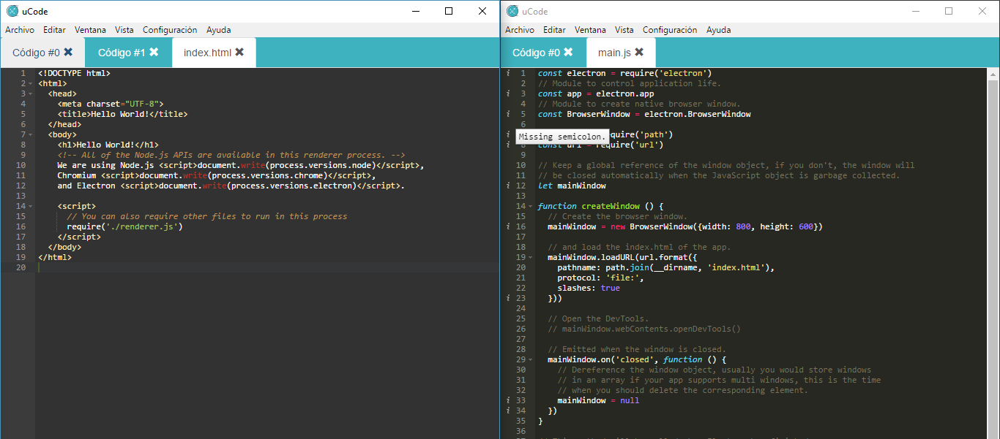 uCode
Archivo Editar Ventana Vista Configuración Ayuda
Código #0 ✖ Código #1 ✖ index.html ✖
1 <!DOCTYPE html>
2 <html>
3   <head>
4     <meta charset="UTF-8">
5     <title>Hello World!</title>
6   </head>
7   <body>
8     <h1>Hello World!</h1>
9     <!-- All of the Node.js APIs are available in this renderer process. -->
10     We are using Node.js <script>document.write(process.versions.node)</script>,
11     Chromium <script>document.write(process.versions.chrome)</script>,
12     and Electron <script>document.write(process.versions.electron)</script>.
13
14     <script>
15       // You can also require other files to run in this process
16       require('./renderer.js')
17     </script>
18   </body>
19 </html>
20
uCode
Archivo Editar Ventana Vista Configuración Ayuda
Código #0 ✖ main.js ✖
i 1 const electron = require('electron')
2 // Module to control application life.
i 3 const app = electron.app
4 // Module to create native browser window.
i 5 const BrowserWindow = electron.BrowserWindow
6
i Missing semicolon. quire('path')
i 8 const url = require('url')
9
10 // Keep a global reference of the window object, if you don't, the window will
11 // be closed automatically when the JavaScript object is garbage collected.
i 12 let mainWindow
13
14 function createWindow () {
15   // Create the browser window.
i 16   mainWindow = new BrowserWindow({width: 800, height: 600})
17
18   // and load the index.html of the app.
19   mainWindow.loadURL(url.format({
20     pathname: path.join(__dirname, 'index.html'),
21     protocol: 'file:',
22     slashes: true
i 23   }))
24
25   // Open the DevTools.
26   // mainWindow.webContents.openDevTools()
27
28   // Emitted when the window is closed.
29   mainWindow.on('closed', function () {
30     // Dereference the window object, usually you would store windows
31     // in an array if your app supports multi windows, this is the time
32     // when you should delete the corresponding element.
i 33     mainWindow = null
i 34   })
35 }
36